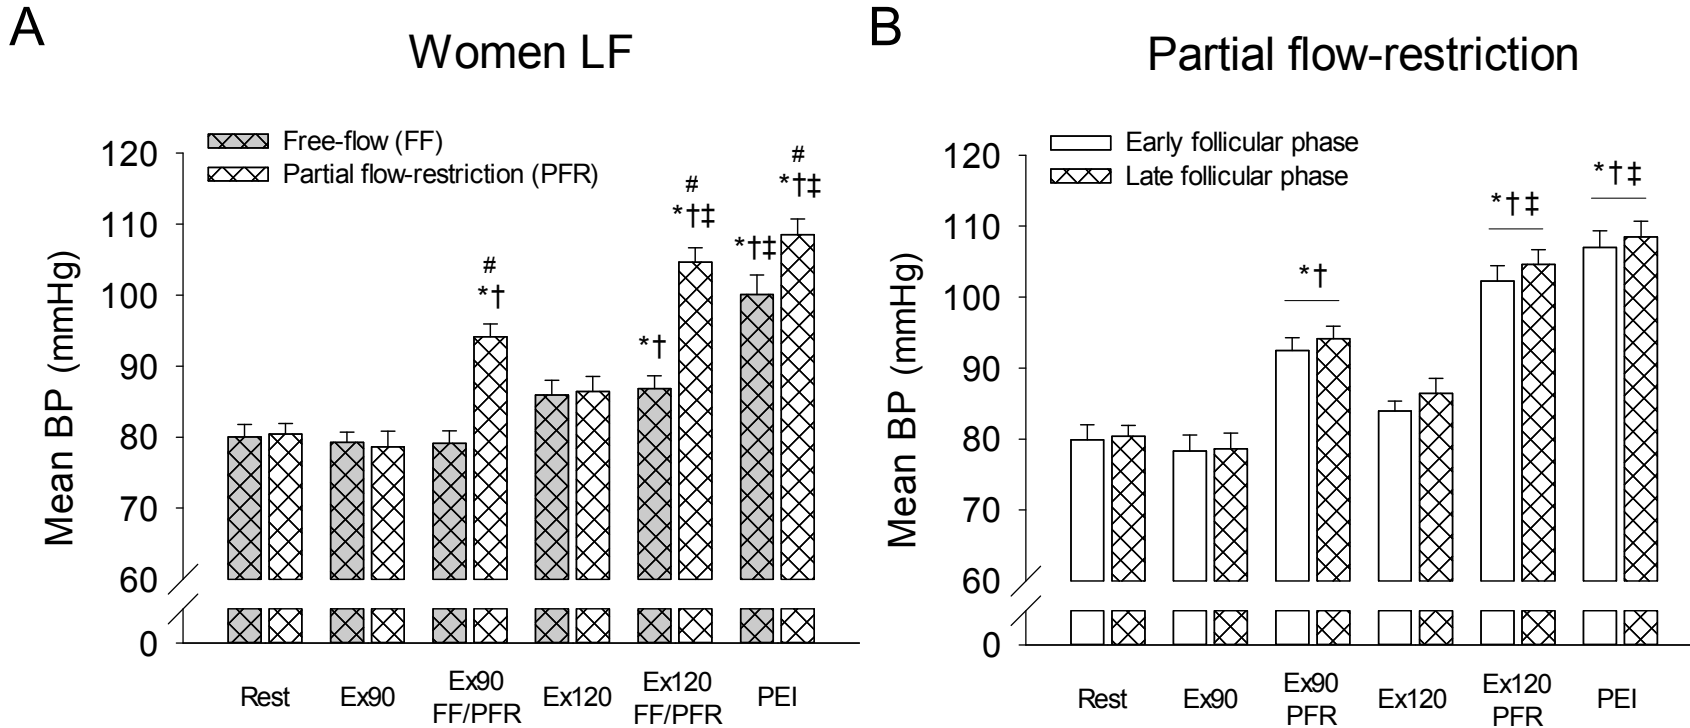 A
Women LF
Free-flow (FF)
Partial flow-restriction (PFR)
Mean BP (mmHg)
120
110
100
90
80
70
60
0
#
*†
*†
#
*†‡
*†‡
#
*†‡
Rest
Ex90
Ex90
FF/PFR
Ex120
Ex120
FF/PFR
PEI
B
Partial flow-restriction
Early follicular phase
Late follicular phase
Mean BP (mmHg)
120
110
100
90
80
70
60
0
*†
*†‡
*†‡
Rest
Ex90
Ex90
PFR
Ex120
Ex120
PFR
PEI